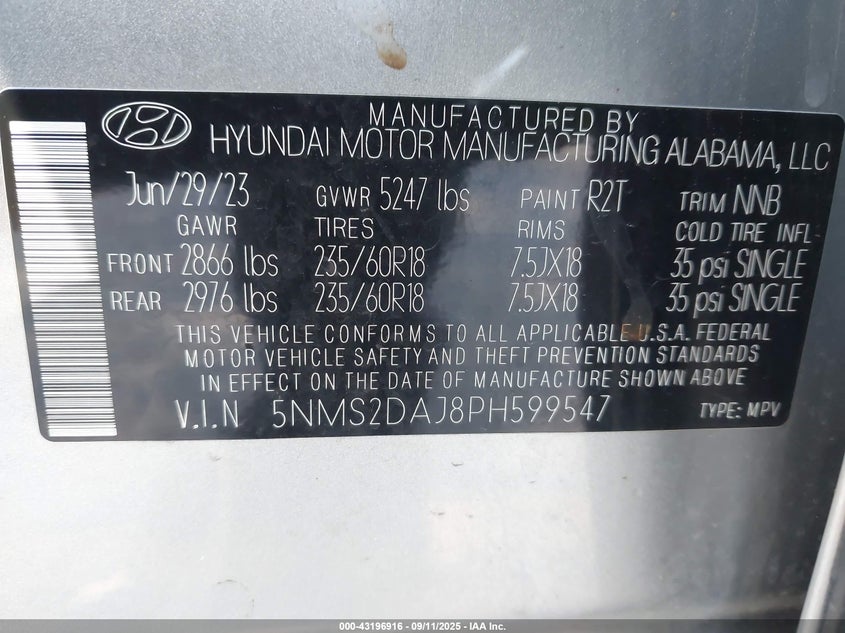 MANUFACTURED BY
HYUNDAI MOTOR MANUFACTURING ALABAMA, LLC
Jun/29/23 GVWR 5247 lbs PAINT R2T TRIM NNB
GAWR TIRES RIMS COLD TIRE INFL
FRONT 2866 lbs 235/60R18 7.5JX18 35 psi SINGLE
REAR 2976 lbs 235/60R18 7.5JX18 35 psi SINGLE
THIS VEHICLE CONFORMS TO ALL APPLICABLE U.S.A. FEDERAL
MOTOR VEHICLE SAFETY AND THEFT PREVENTION STANDARDS
IN EFFECT ON THE DATE OF MANUFACTURE SHOWN ABOVE
V.I.N 5NMS2DAJ8PH599547 TYPE: MPV
000-43196916 - 09/11/2025 - IAA Inc.